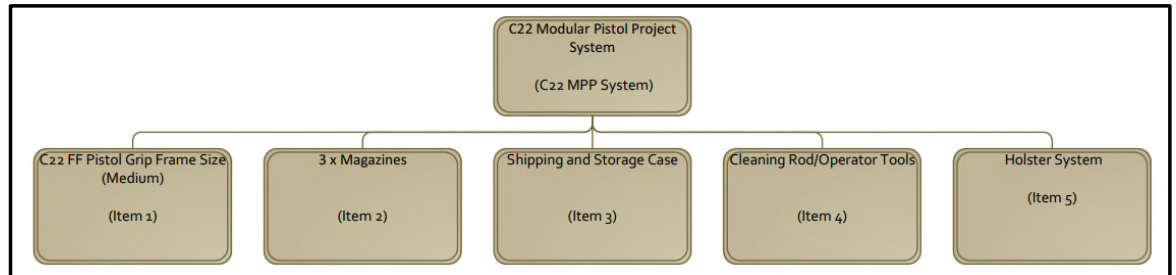 C22 Modular Pistol Project
System
(C22 MPP System)
C22 FF Pistol Grip Frame Size
(Medium)
(Item 1)
3 x Magazines
(Item 2)
Shipping and Storage Case
(Item 3)
Cleaning Rod/Operator Tools
(Item 4)
Holster System
(Item 5)